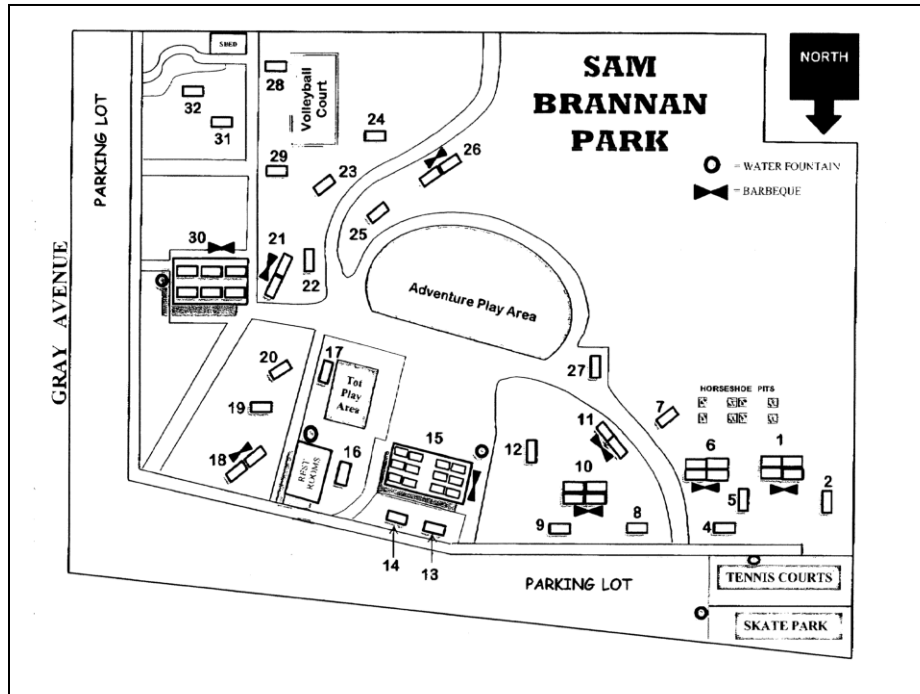 SHED
SAM
BRANNAN
PARK
NORTH
= WATER FOUNTAIN
= BARBEQUE
PARKING LOT
GRAY AVENUE
Volleyball
Court
28
32
31
24
29
23
26
25
30
21
22
Adventure Play Area
20
17
Tot
Play
Area
19
18
REST
ROOMS
16
15
14
13
27
12
11
10
9
8
7
HORSESHOE PITS
6
1
5
2
4
PARKING LOT
TENNIS COURTS
SKATE PARK